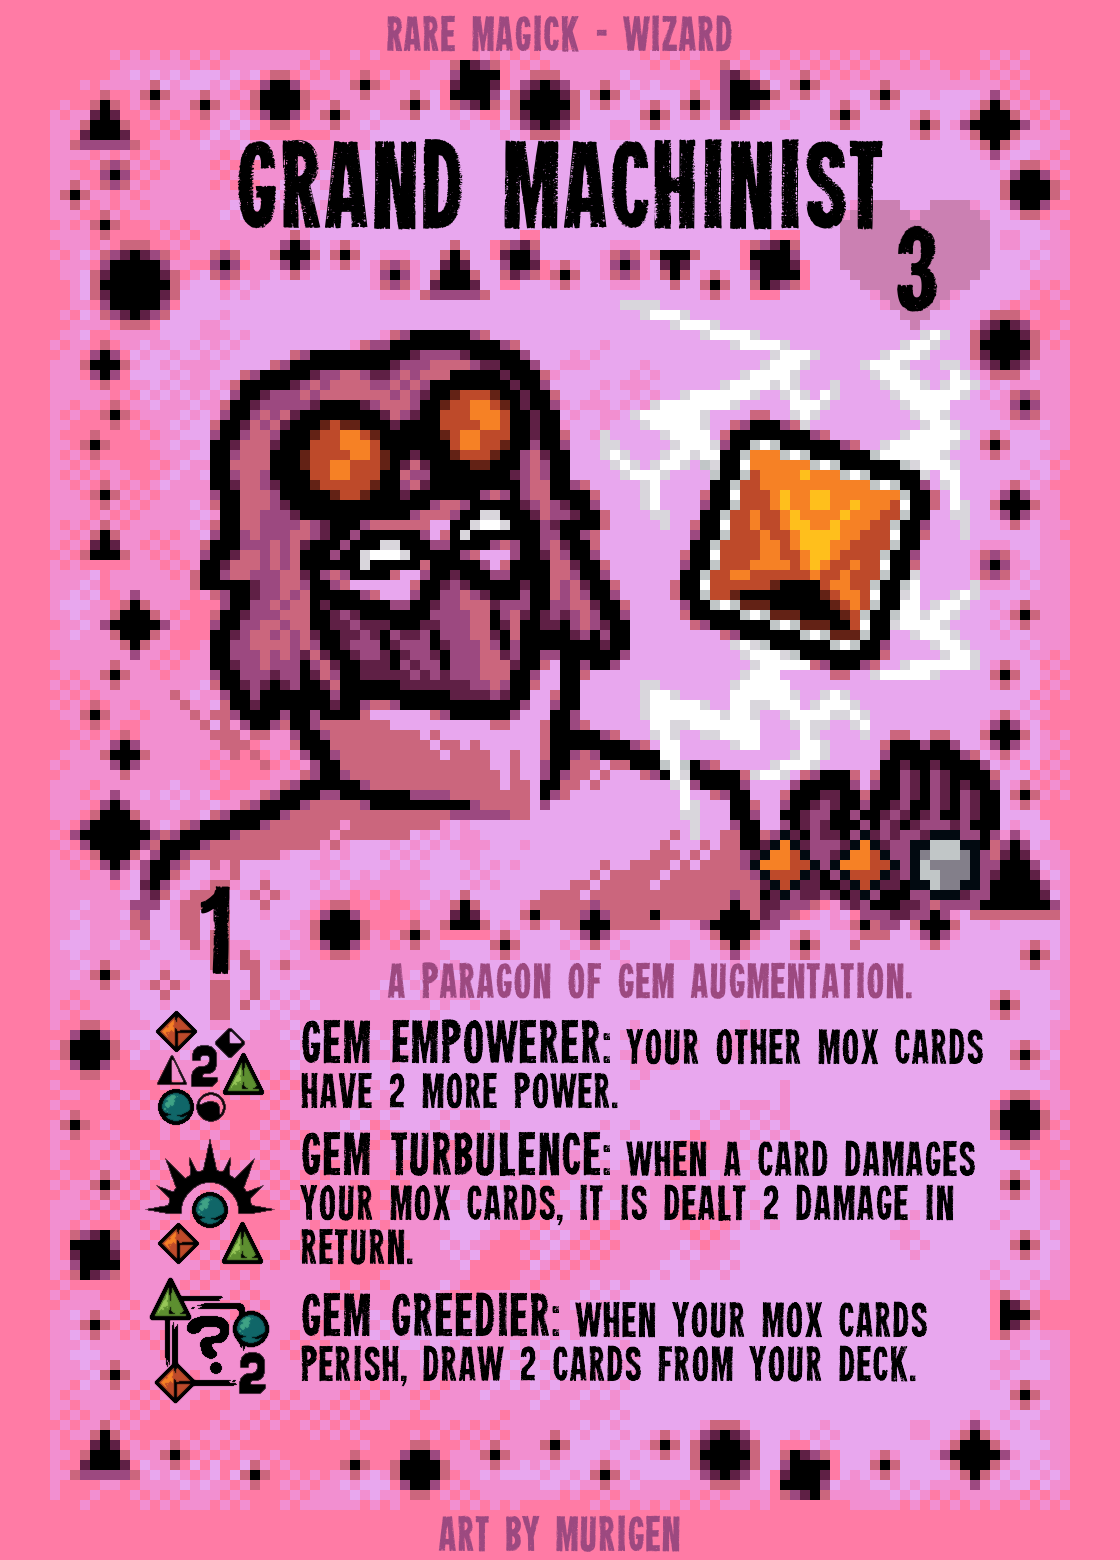 RARE MAGICK - WIZARD
GRAND MACHINIST
3
1
A PARAGON OF GEM AUGMENTATION.
2
GEM EMPOWERER: YOUR OTHER MOX CARDS
HAVE 2 MORE POWER.
GEM TURBULENCE: WHEN A CARD DAMAGES
YOUR MOX CARDS, IT IS DEALT 2 DAMAGE IN
RETURN.
?
2
GEM GREEDIER: WHEN YOUR MOX CARDS
PERISH, DRAW 2 CARDS FROM YOUR DECK.
ART BY MURIGEN